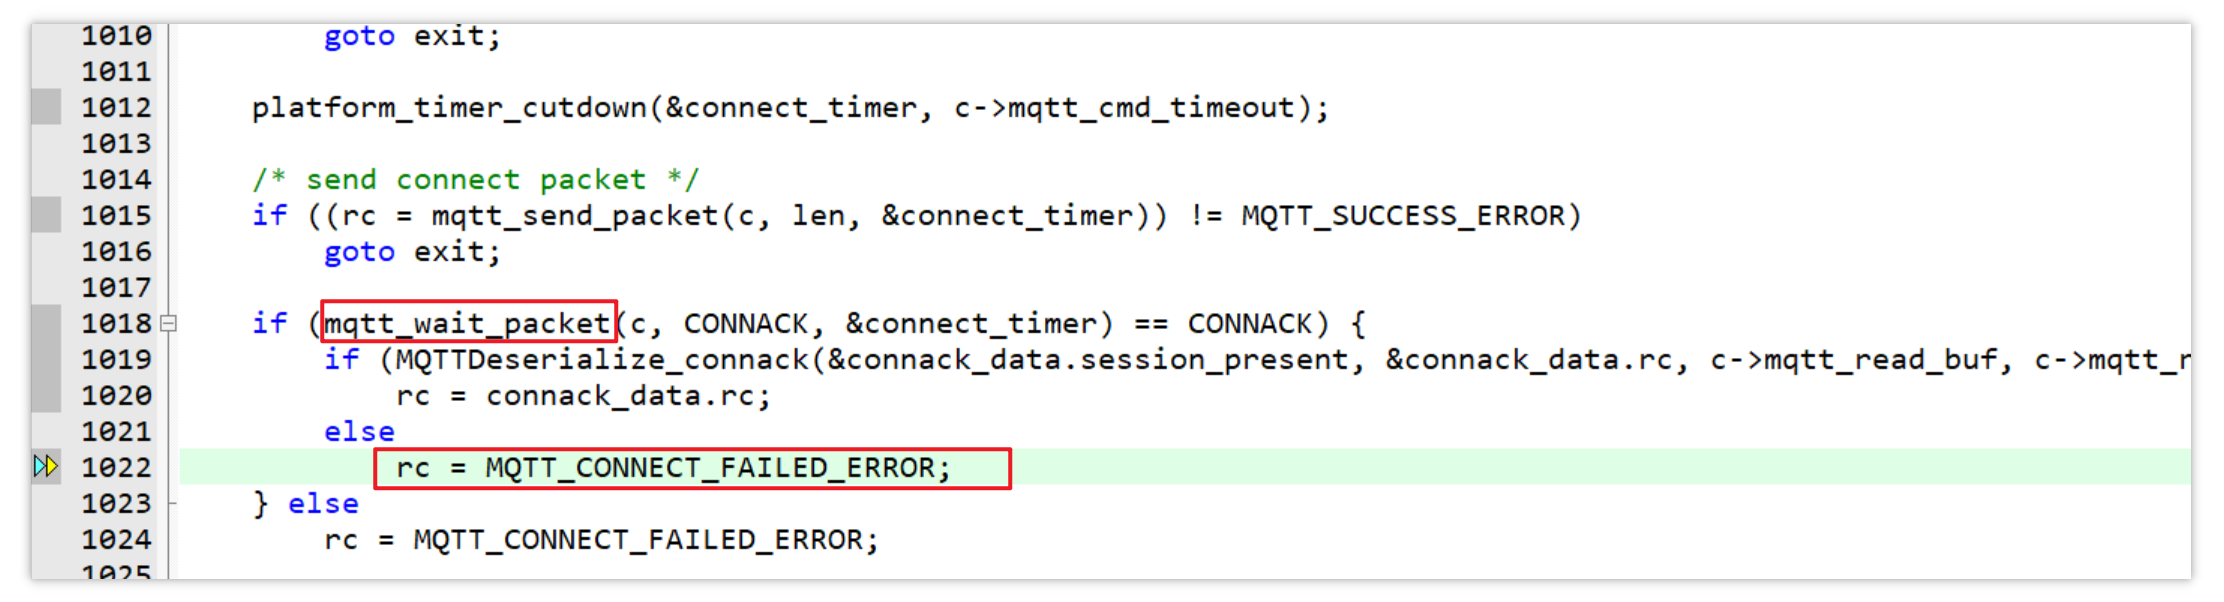 1010 goto exit;
1011
1012 platform_timer_cutdown(&connect_timer, c->mqtt_cmd_timeout);
1013
1014 /* send connect packet */
1015 if ((rc = mqtt_send_packet(c, len, &connect_timer)) != MQTT_SUCCESS_ERROR)
1016 goto exit;
1017
1018 if (mqtt_wait_packet(c, CONNACK, &connect_timer) == CONNACK) {
1019 if (MQTTDeserialize_connack(&connack_data.session_present, &connack_data.rc, c->mqtt_read_buf, c->mqtt_r
1020 rc = connack_data.rc;
1021 else
1022 rc = MQTT_CONNECT_FAILED_ERROR;
1023 } else
1024 rc = MQTT_CONNECT_FAILED_ERROR;
1025